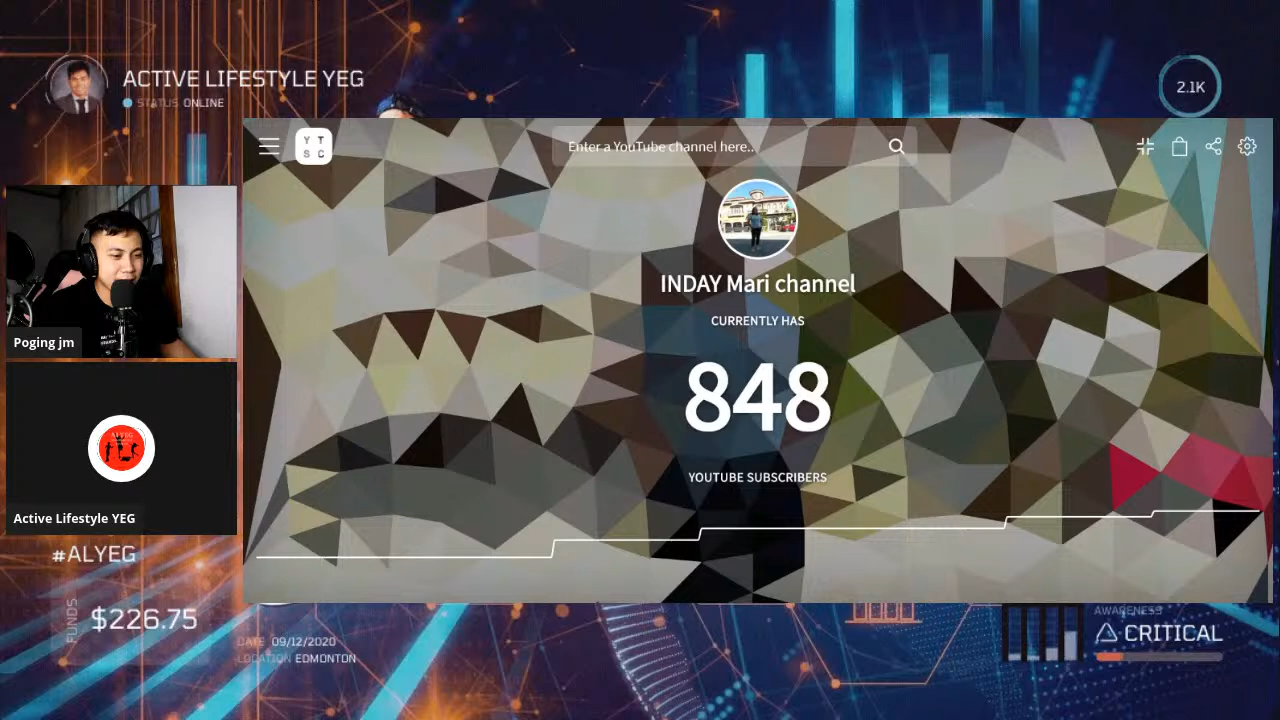 ACTIVE LIFESTYLE YEG
STATUS ONLINE
2.1K
Y T
S C
Enter a YouTube channel here...
INDAY Mari channel
CURRENTLY HAS
848
YOUTUBE SUBSCRIBERS
Poging jm
Active Lifestyle YEG
#ALYEG
FUNDS
$226.75
DATE 09/12/2020
LOCATION EDMONTON
AWARENESS
CRITICAL